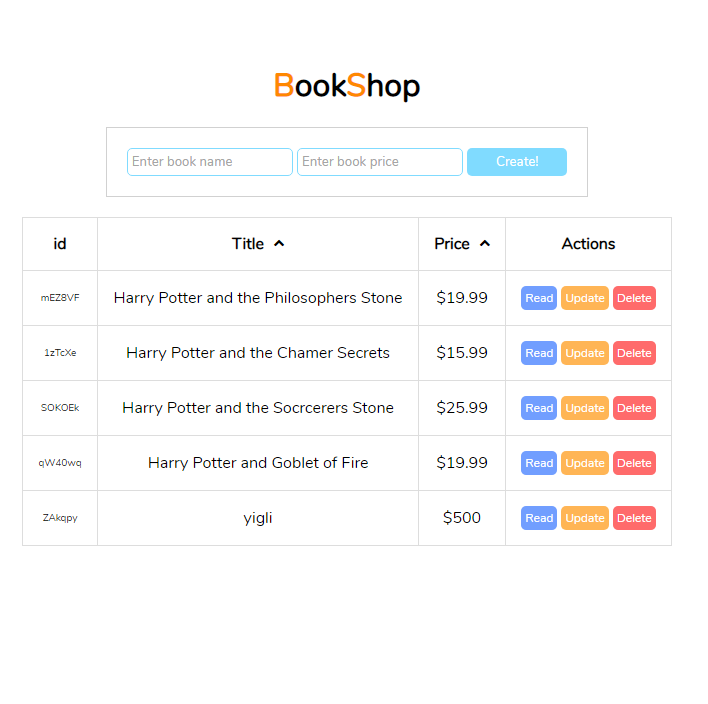 BookShop
Enter book name Enter book price Create!
id Title Price Actions
mEZ8VF Harry Potter and the Philosophers Stone $19.99 Read Update Delete
1zTcXe Harry Potter and the Chamer Secrets $15.99 Read Update Delete
SOKOEk Harry Potter and the Socrcerers Stone $25.99 Read Update Delete
qW40wq Harry Potter and Goblet of Fire $19.99 Read Update Delete
ZAkqpy yigli $500 Read Update Delete